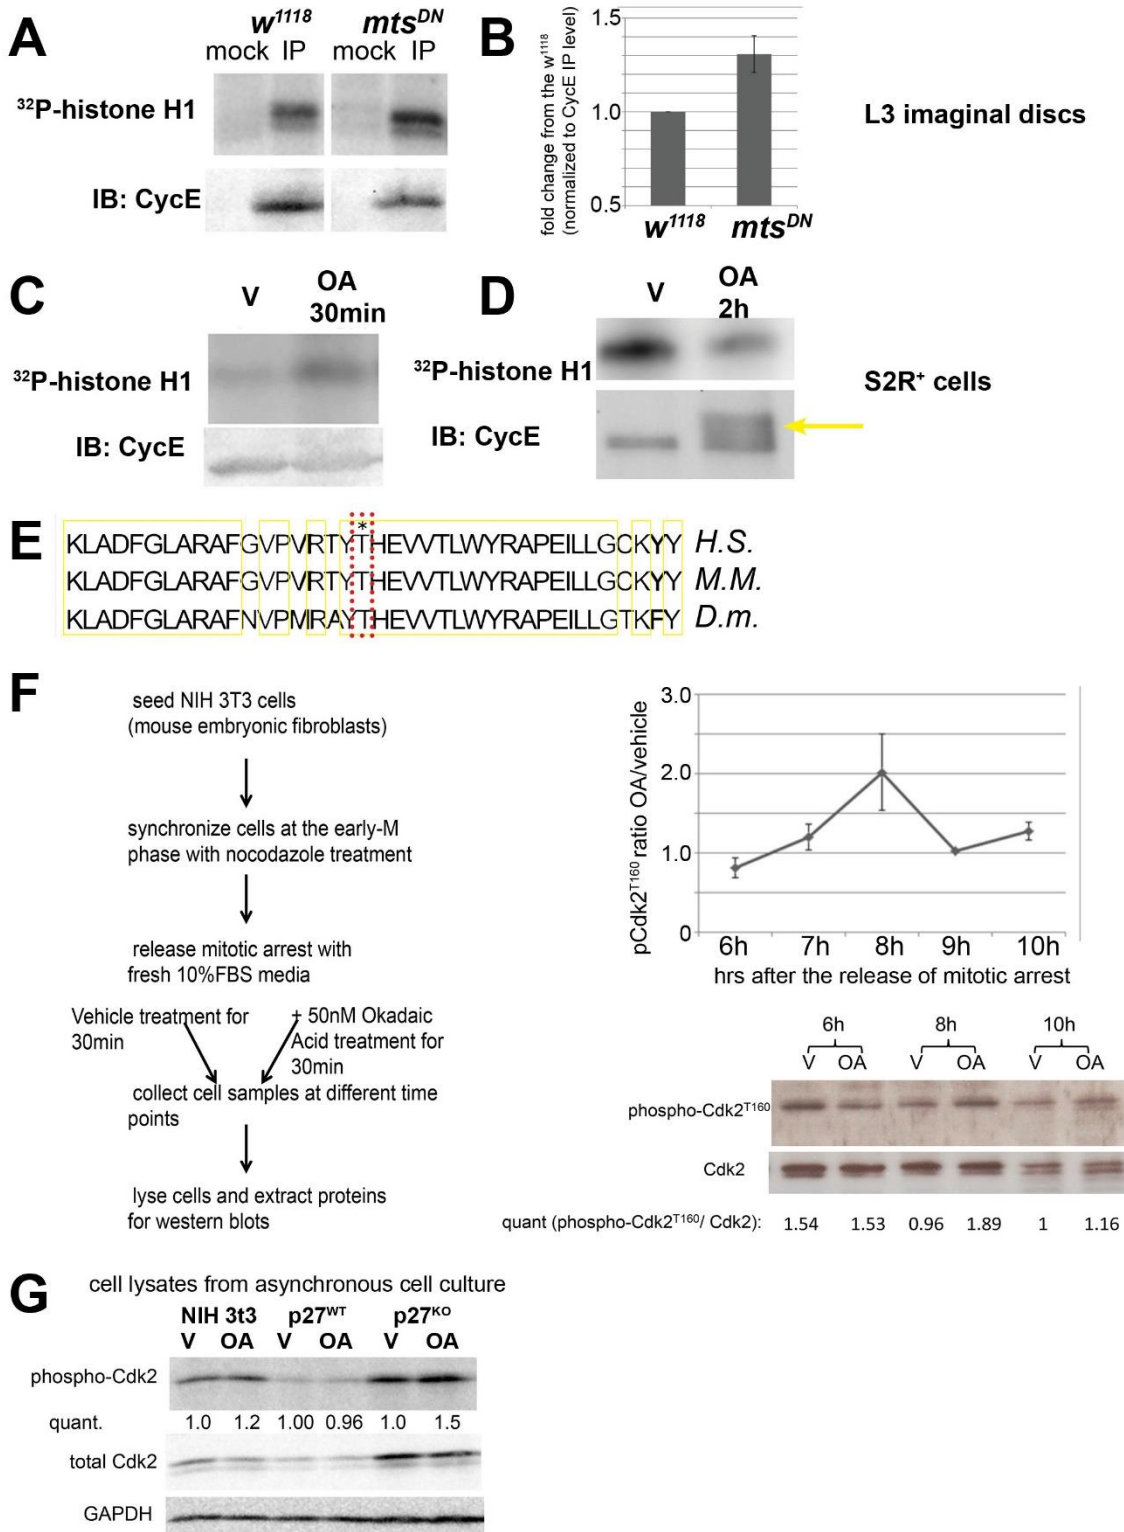 A
w¹¹¹⁸ mtsᴰᴺ
mock IP mock IP
³²P-histone H1
IB: CycE
B
fold change from the w¹¹¹⁸
(normalized to CycE IP level)
1.5
1.0
0.5
w¹¹¹⁸ mtsᴰᴺ
L3 imaginal discs
C
V OA
30min
³²P-histone H1
IB: CycE
D
V OA
2h
³²P-histone H1
IB: CycE
S2R⁺ cells
E
*
KLADFGLARAFGVPVRTYTHEVVTLWYRAPEILLGCKYY H.S.
KLADFGLARAFGVPVRTYTHEVVTLWYRAPEILLGCKYY M.M.
KLADFGLARAFNVPMRAYTHEVVTLWYRAPEILLGTKFY D.m.
F
seed NIH 3T3 cells
(mouse embryonic fibroblasts)
synchronize cells at the early-M
phase with nocodazole treatment
release mitotic arrest with
fresh 10%FBS media
Vehicle treatment for
30min
+ 50nM Okadaic
Acid treatment for
30min
collect cell samples at different time
points
lyse cells and extract proteins
for western blots
pCdk2ᵀ¹⁶⁰ ratio OA/vehicle
3.0
2.0
1.0
0
6h 7h 8h 9h 10h
hrs after the release of mitotic arrest
6h 8h 10h
V OA V OA V OA
phospho-Cdk2ᵀ¹⁶⁰
Cdk2
quant (phospho-Cdk2ᵀ¹⁶⁰/ Cdk2): 1.54 1.53 0.96 1.89 1 1.16
G
cell lysates from asynchronous cell culture
NIH 3t3 p27ᵂᵀ p27ᴷᴼ
V OA V OA V OA
phospho-Cdk2
quant. 1.0 1.2 1.00 0.96 1.0 1.5
total Cdk2
GAPDH